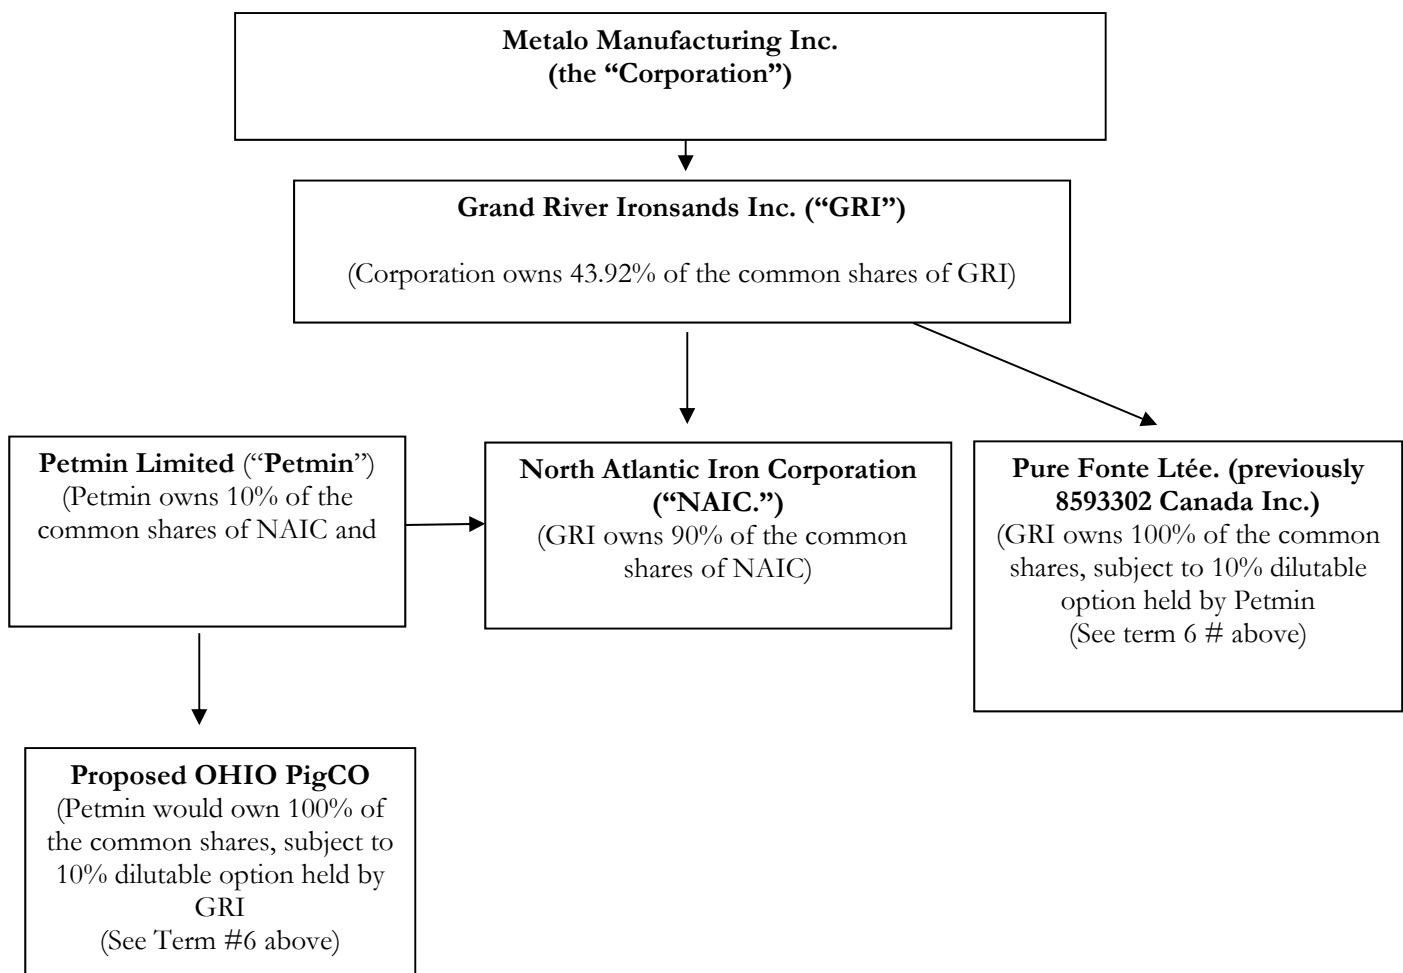 Metalo Manufacturing Inc.
(the “Corporation”)
Grand River Ironsands Inc. (“GRI”)
(Corporation owns 43.92% of the common shares of GRI)
Petmin Limited (“Petmin”)
(Petmin owns 10% of the
common shares of NAIC and
North Atlantic Iron Corporation
(“NAIC.”)
(GRI owns 90% of the common
shares of NAIC)
Pure Fonte Ltée. (previously
8593302 Canada Inc.)
(GRI owns 100% of the common
shares, subject to 10% dilutable
option held by Petmin
(See term 6 # above)
Proposed OHIO PigCO
(Petmin would own 100% of
the common shares, subject to
10% dilutable option held by
GRI
(See Term #6 above)